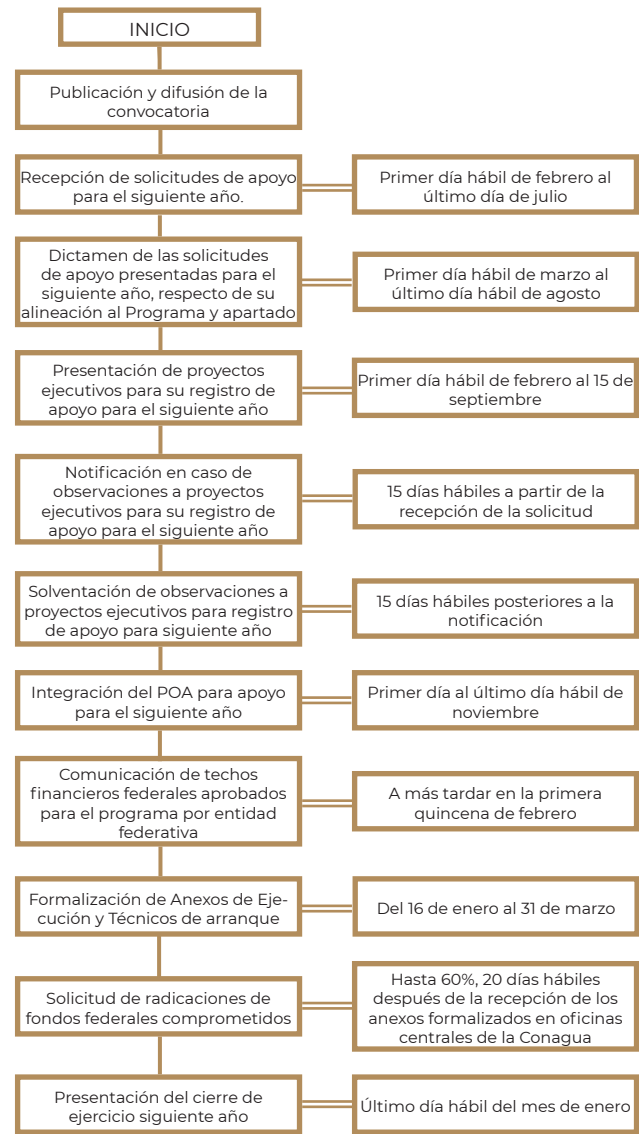 INICIO
Publicación y difusión de la
convocatoria
Recepción de solicitudes de apoyo
para el siguiente año.
Primer día hábil de febrero al
último día de julio
Dictamen de las solicitudes
de apoyo presentadas para el
siguiente año, respecto de su
alineación al Programa y apartado
Primer día hábil de marzo al
último día hábil de agosto
Presentación de proyectos
ejecutivos para su registro de
apoyo para el siguiente año
Primer día hábil de febrero al 15 de
septiembre
Notificación en caso de
observaciones a proyectos
ejecutivos para su registro de
apoyo para el siguiente año
15 días hábiles a partir de la
recepción de la solicitud
Solventación de observaciones a
proyectos ejecutivos para registro
de apoyo para siguiente año
15 días hábiles posteriores a la
notificación
Integración del POA para apoyo
para el siguiente año
Primer día al último día hábil de
noviembre
Comunicación de techos
financieros federales aprobados
para el programa por entidad
federativa
A más tardar en la primera
quincena de febrero
Formalización de Anexos de Eje-
cución y Técnicos de arranque
Del 16 de enero al 31 de marzo
Solicitud de radicaciones de
fondos federales comprometidos
Hasta 60%, 20 días hábiles
después de la recepción de los
anexos formalizados en oficinas
centrales de la Conagua
Presentación del cierre de
ejercicio siguiente año
Último día hábil del mes de enero